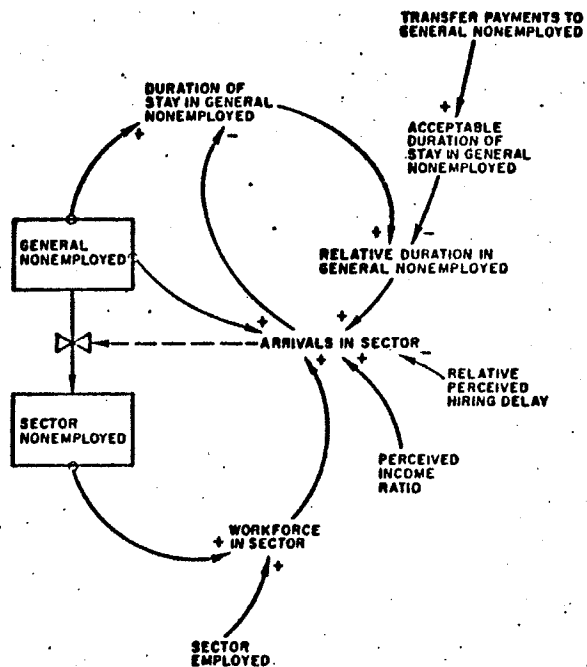 TRANSFER PAYMENTS TO
GENERAL NONEMPLOYED
DURATION OF
STAY IN GENERAL
NONEMPLOYED
+
-
+
ACCEPTABLE
DURATION OF
STAY IN GENERAL
NONEMPLOYED
GENERAL
NONEMPLOYED
+
-
RELATIVE DURATION IN
GENERAL NONEMPLOYED
+
+
ARRIVALS IN SECTOR
+
+
-
RELATIVE
PERCEIVED
HIRING DELAY
SECTOR
NONEMPLOYED
PERCEIVED
INCOME
RATIO
+
WORKFORCE
IN SECTOR
+
SECTOR
EMPLOYED